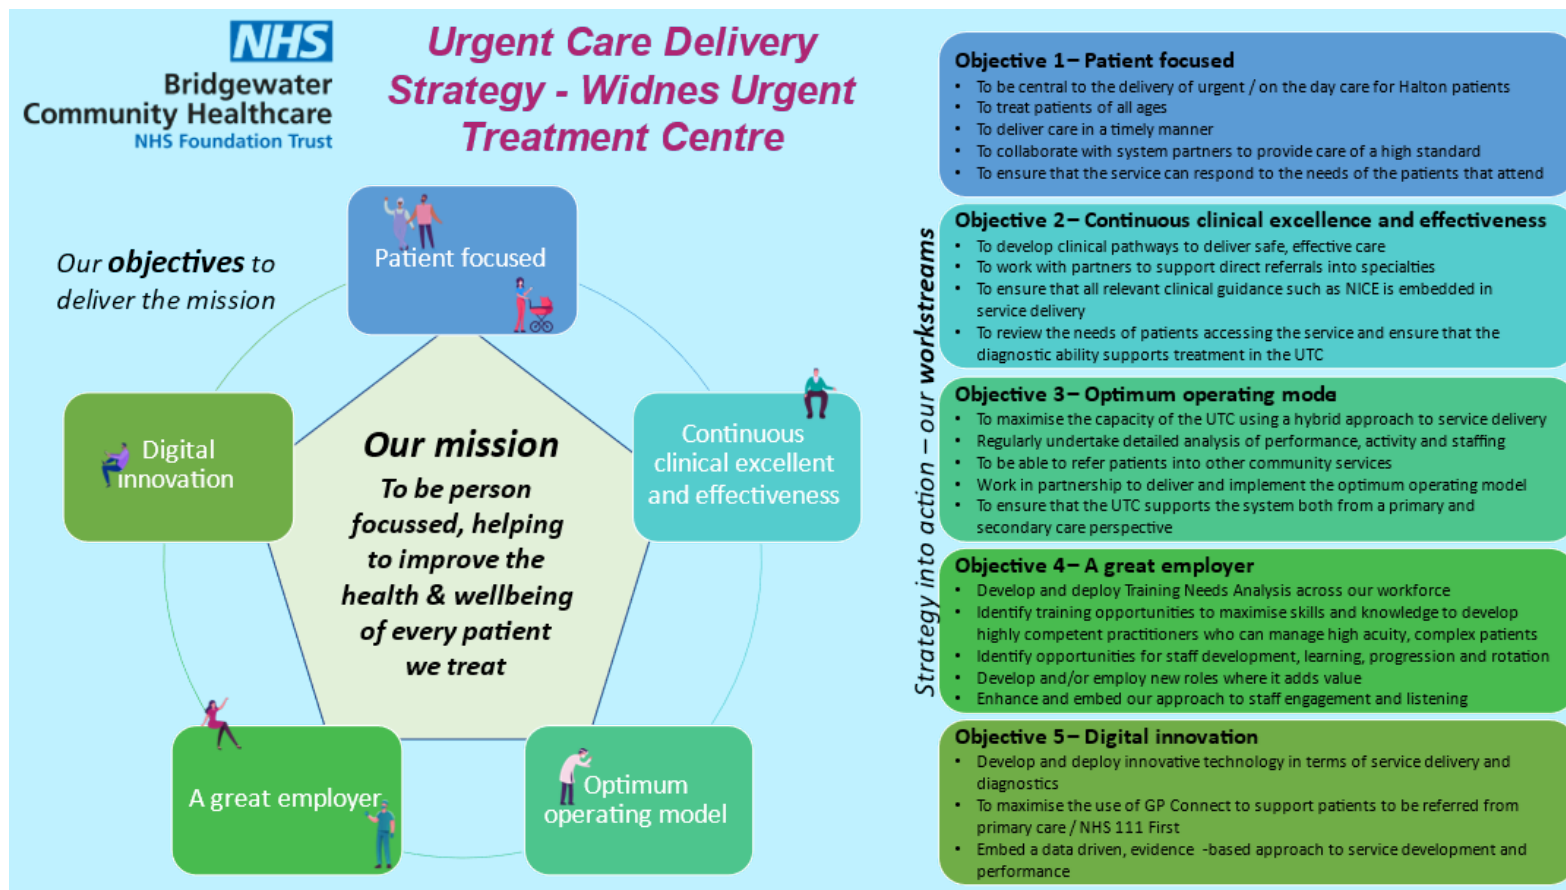 NHS
Bridgewater
Community Healthcare
NHS Foundation Trust
Urgent Care Delivery
Strategy - Widnes Urgent
Treatment Centre
Our objectives to
deliver the mission
Patient focused
Continuous
clinical excellent
and effectiveness
Optimum
operating model
A great employer
Digital
innovation
Our mission
To be person
focussed, helping
to improve the
health & wellbeing
of every patient
we treat
Strategy into action – our workstreams
Objective 1 – Patient focused
• To be central to the delivery of urgent / on the day care for Halton patients
• To treat patients of all ages
• To deliver care in a timely manner
• To collaborate with system partners to provide care of a high standard
• To ensure that the service can respond to the needs of the patients that attend
Objective 2 – Continuous clinical excellence and effectiveness
• To develop clinical pathways to deliver safe, effective care
• To work with partners to support direct referrals into specialties
• To ensure that all relevant clinical guidance such as NICE is embedded in
service delivery
• To review the needs of patients accessing the service and ensure that the
diagnostic ability supports treatment in the UTC
Objective 3 – Optimum operating model
• To maximise the capacity of the UTC using a hybrid approach to service delivery
• Regularly undertake detailed analysis of performance, activity and staffing
• To be able to refer patients into other community services
• Work in partnership to deliver and implement the optimum operating model
• To ensure that the UTC supports the system both from a primary and
secondary care perspective
Objective 4 – A great employer
• Develop and deploy Training Needs Analysis across our workforce
• Identify training opportunities to maximise skills and knowledge to develop
highly competent practitioners who can manage high acuity, complex patients
• Identify opportunities for staff development, learning, progression and rotation
• Develop and/or employ new roles where it adds value
• Enhance and embed our approach to staff engagement and listening
Objective 5 – Digital innovation
• Develop and deploy innovative technology in terms of service delivery and
diagnostics
• To maximise the use of GP Connect to support patients to be referred from
primary care / NHS 111 First
• Embed a data driven, evidence -based approach to service development and
performance